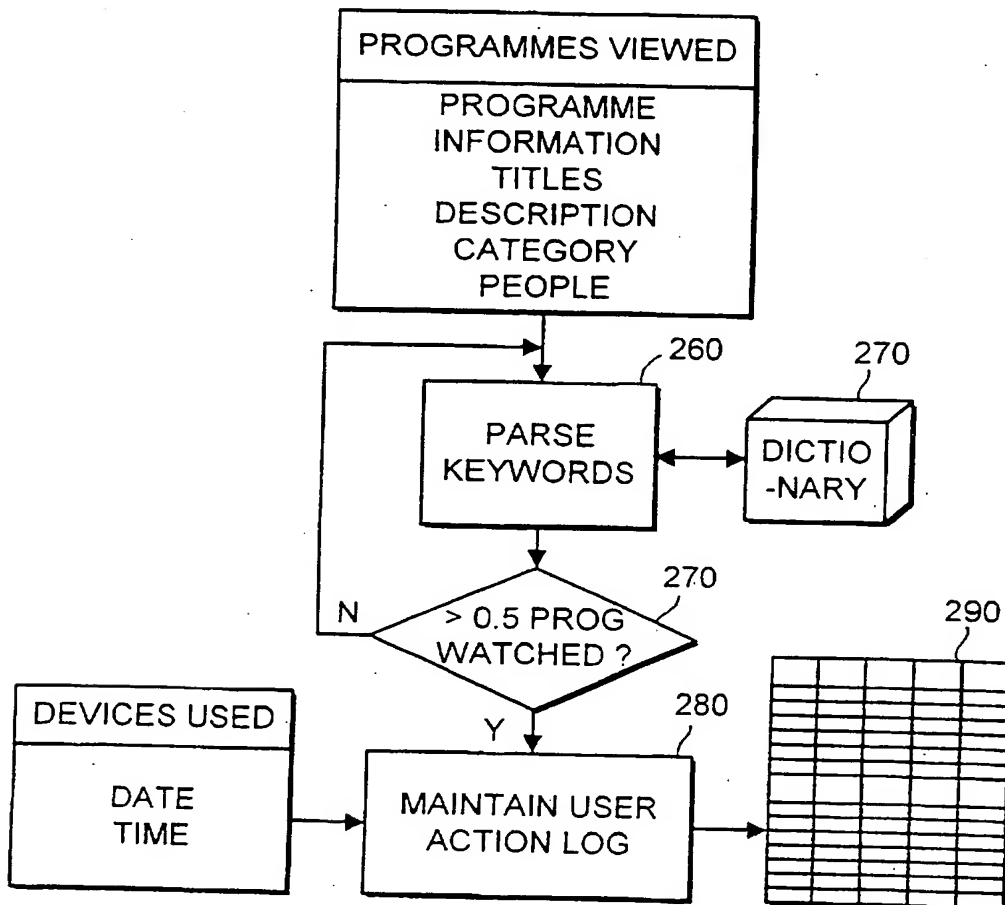 PROGRAMMES VIEWED
PROGRAMME
INFORMATION
TITLES
DESCRIPTION
CATEGORY
PEOPLE
260
270
PARSE
KEYWORDS
DICTIO
-NARY
270
N
> 0.5 PROG
WATCHED ?
290
DEVICES USED
Y
280
DATE
TIME
MAINTAIN USER
ACTION LOG